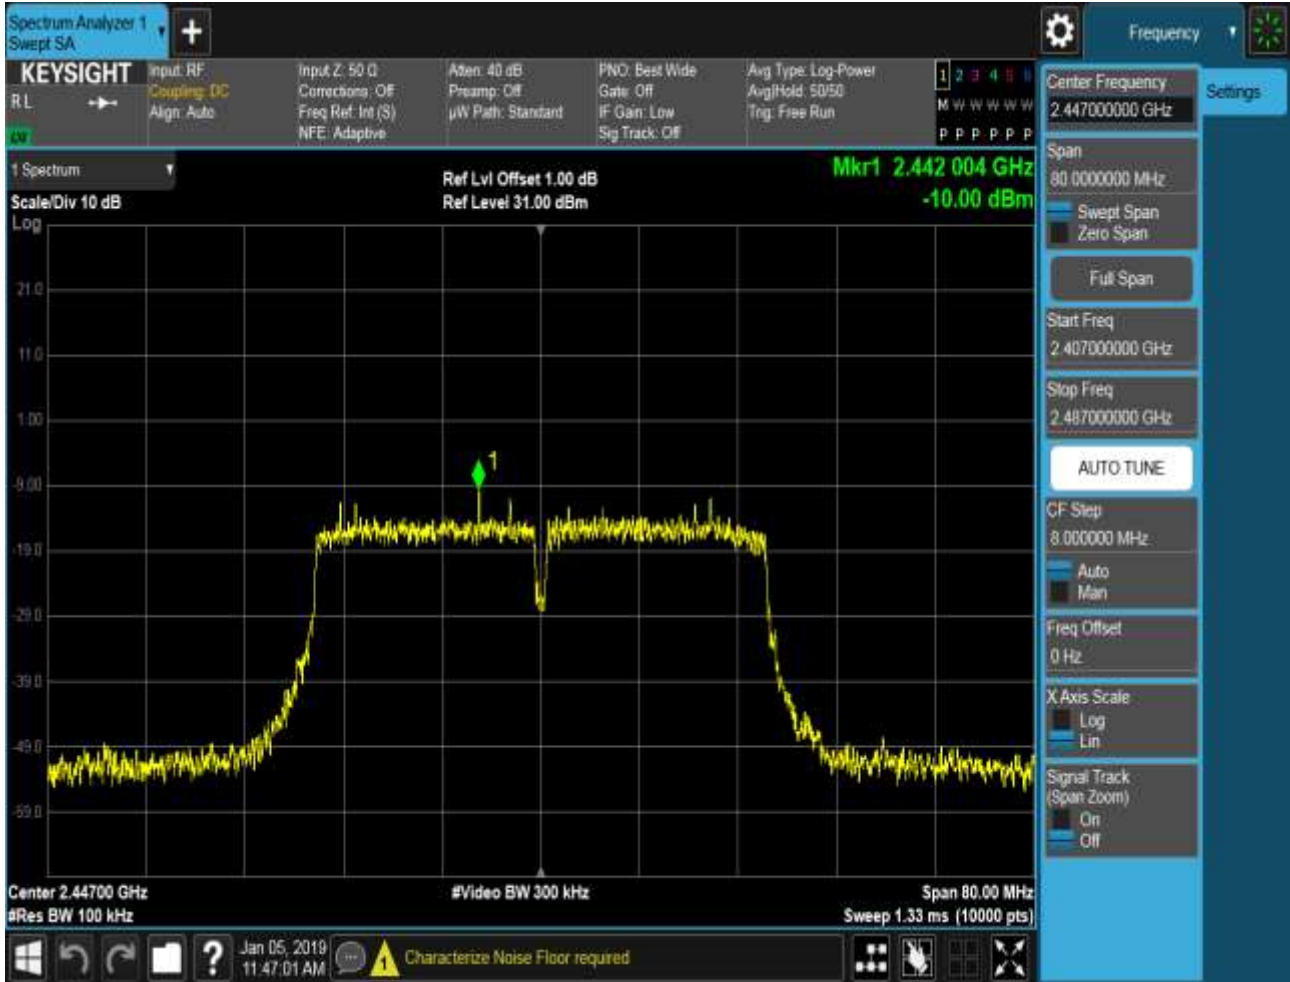 Spectrum Analyzer 1
Swept SA
+
Frequency
KEYSIGHT
R L
LXI
Input: RF
Coupling: DC
Align: Auto
Input Z: 50 Ω
Corrections: Off
Freq Ref: Int (S)
NFE: Adaptive
Atten: 40 dB
Preamp: Off
µW Path: Standard
PNO: Best Wide
Gate: Off
IF Gain: Low
Sig Track: Off
Avg Type: Log-Power
Avg|Hold: 50/50
Trig: Free Run
1 2 3 4 5 6
M W W W W W
P P P P P P
1 Spectrum
Scale/Div 10 dB
Log
Ref Lvl Offset 1.00 dB
Ref Level 31.00 dBm
Mkr1 2.442 004 GHz
-10.00 dBm
21.0
11.0
1.00
-9.00
-19.0
-29.0
-39.0
-49.0
-59.0
1
Center 2.44700 GHz
#Res BW 100 kHz
#Video BW 300 kHz
Span 80.00 MHz
Sweep 1.33 ms (10000 pts)
Center Frequency
2.447000000 GHz
Settings
Span
80.0000000 MHz
Swept Span
Zero Span
Full Span
Start Freq
2.407000000 GHz
Stop Freq
2.487000000 GHz
AUTO TUNE
CF Step
8.000000 MHz
Auto
Man
Freq Offset
0 Hz
X Axis Scale
Log
Lin
Signal Track
(Span Zoom)
On
Off
?
Jan 05, 2019
11:47:01 AM
1
Characterize Noise Floor required